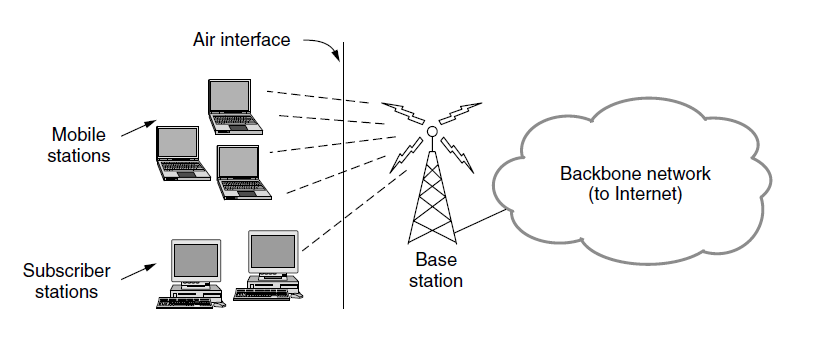 Air interface
Mobile
stations
Backbone network
(to Internet)
Subscriber
stations
Base
station